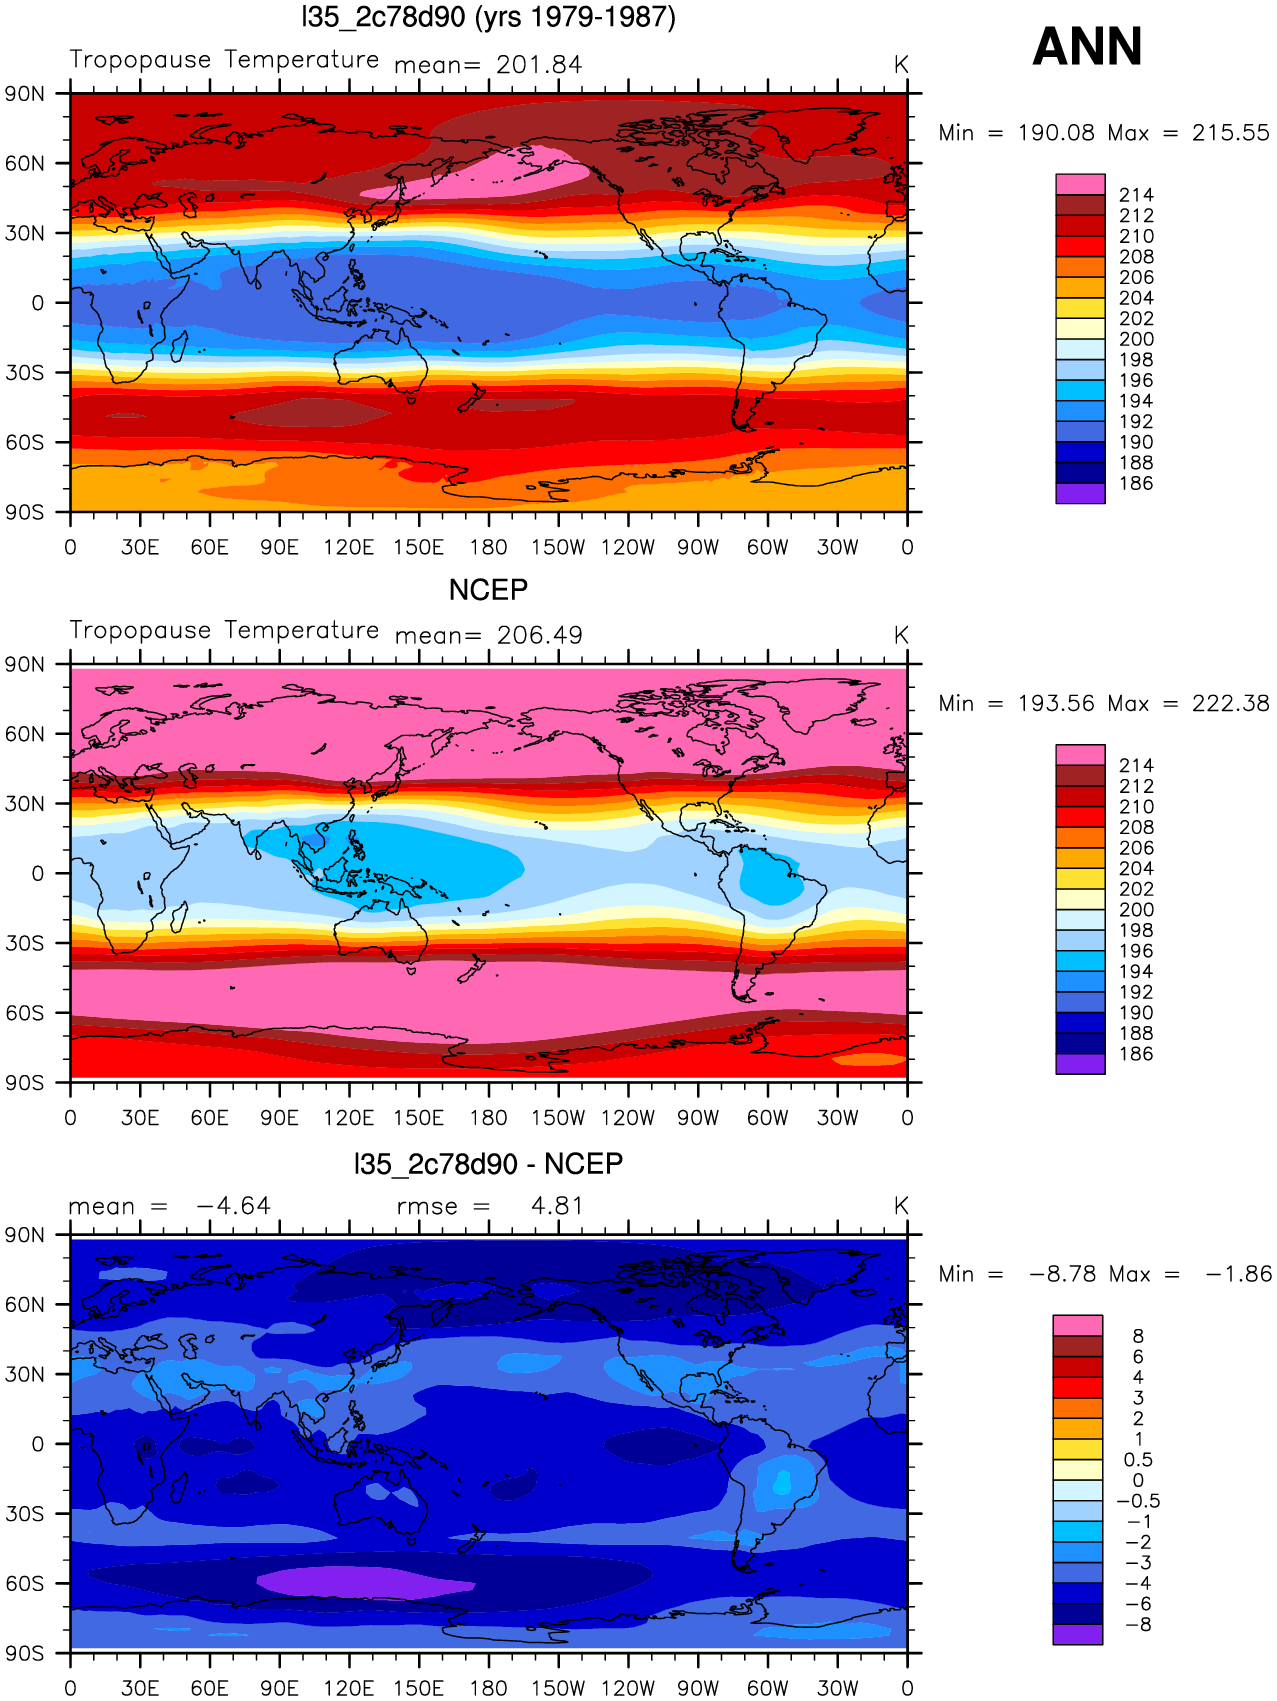 l35_2c78d90 (yrs 1979-1987)
ANN
Tropopause Temperature mean= 201.84 K
Min = 190.08 Max = 215.55
90N
60N
30N
0
30S
60S
90S
0 30E 60E 90E 120E 150E 180 150W 120W 90W 60W 30W 0
214
212
210
208
206
204
202
200
198
196
194
192
190
188
186
NCEP
Tropopause Temperature mean= 206.49 K
Min = 193.56 Max = 222.38
90N
60N
30N
0
30S
60S
90S
0 30E 60E 90E 120E 150E 180 150W 120W 90W 60W 30W 0
214
212
210
208
206
204
202
200
198
196
194
192
190
188
186
l35_2c78d90 - NCEP
mean = -4.64 rmse = 4.81 K
Min = -8.78 Max = -1.86
90N
60N
30N
0
30S
60S
90S
0 30E 60E 90E 120E 150E 180 150W 120W 90W 60W 30W 0
8
6
4
3
2
1
0.5
0
-0.5
-1
-2
-3
-4
-6
-8